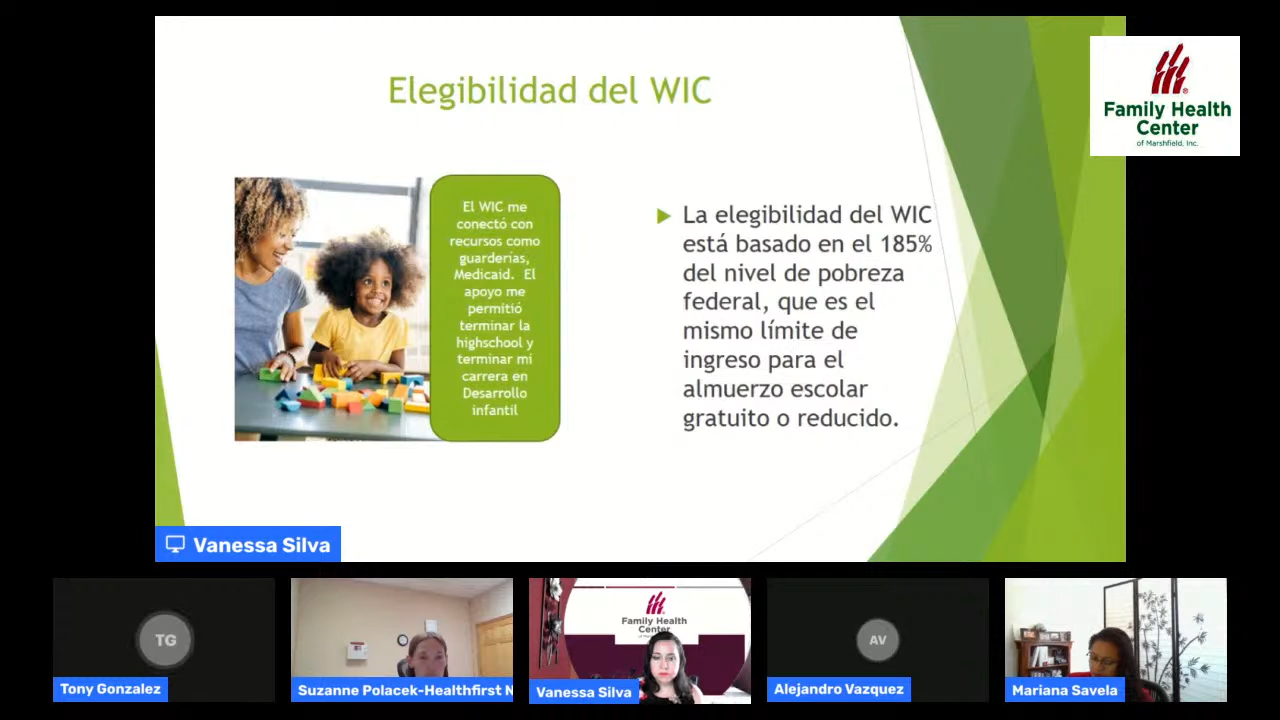 Elegibilidad del WIC
Family Health
Center
of Marshfield, Inc.
El WIC me
conectó con
recursos como
guarderías,
Medicaid. El
apoyo me
permitió
terminar la
highschool y
terminar mi
carrera en
Desarrollo
infantil
La elegibilidad del WIC
está basado en el 185%
del nivel de pobreza
federal, que es el
mismo límite de
ingreso para el
almuerzo escolar
gratuito o reducido.
Vanessa Silva
TG
Tony Gonzalez
Suzanne Polacek-Healthfirst N
Family Health
Center
Vanessa Silva
AV
Alejandro Vazquez
Mariana Savela